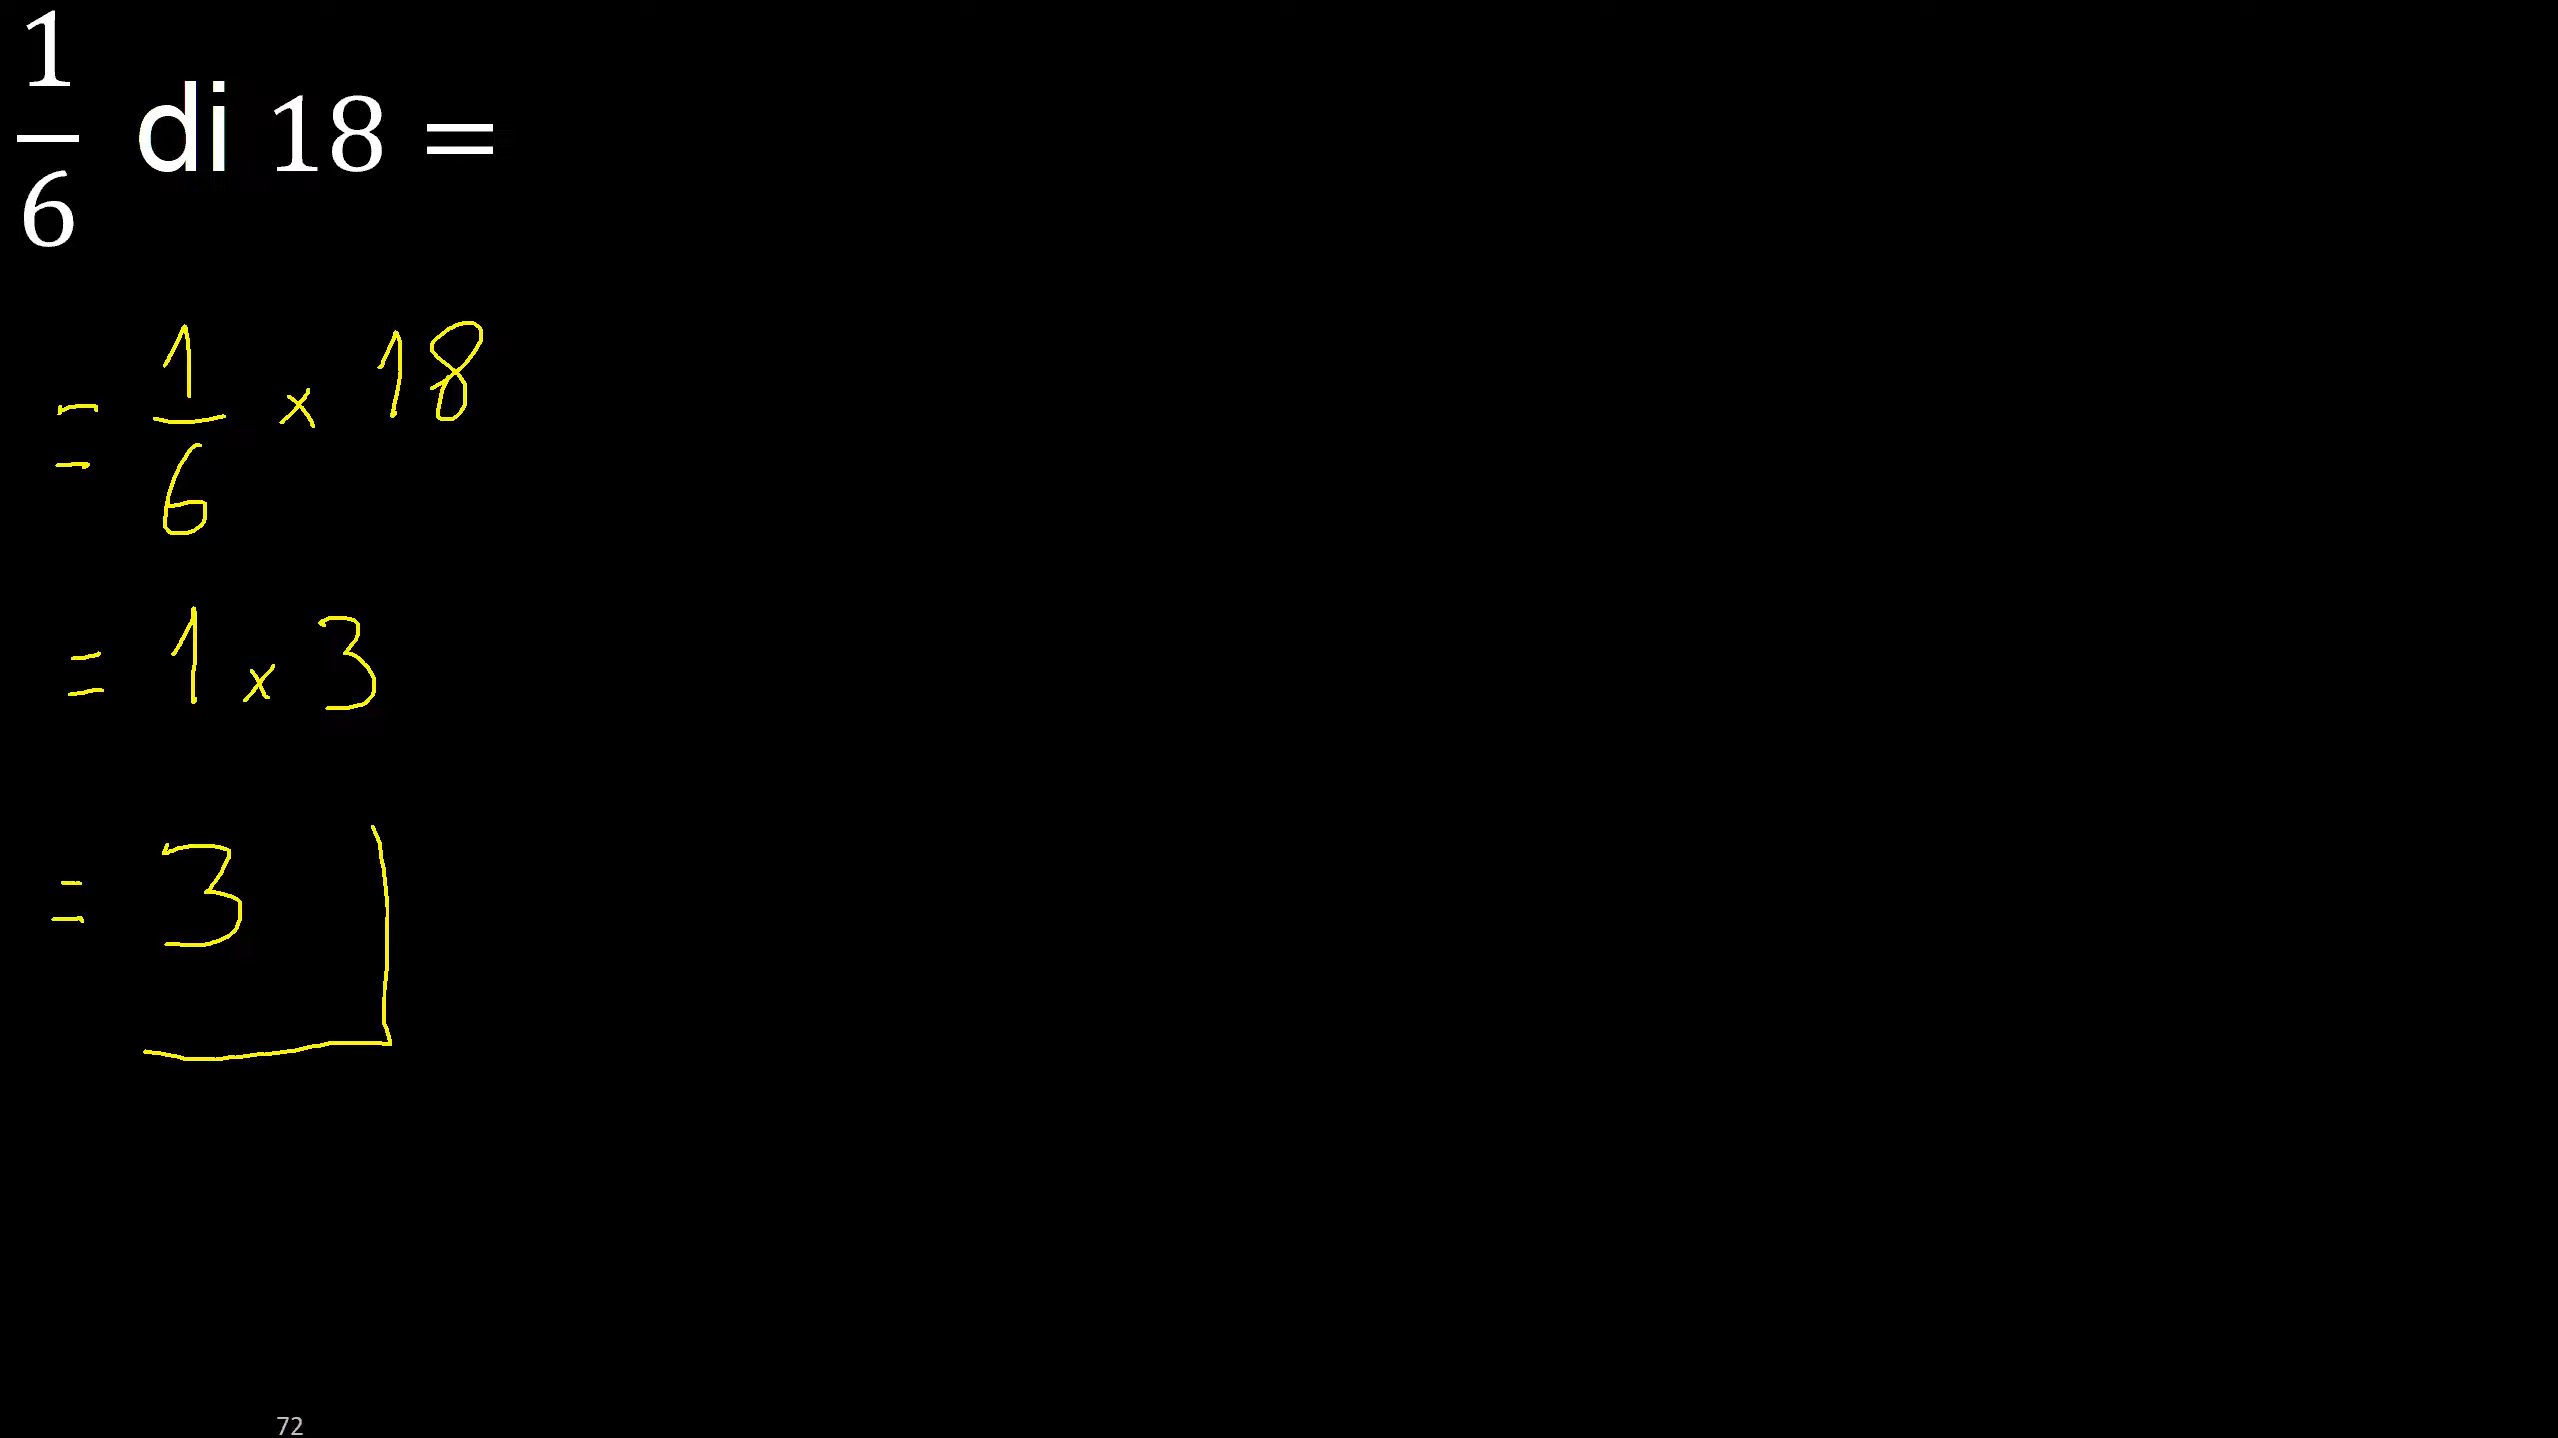 1/6 di 18 =
= 1/6 x 18
= 1 x 3
= 3
72